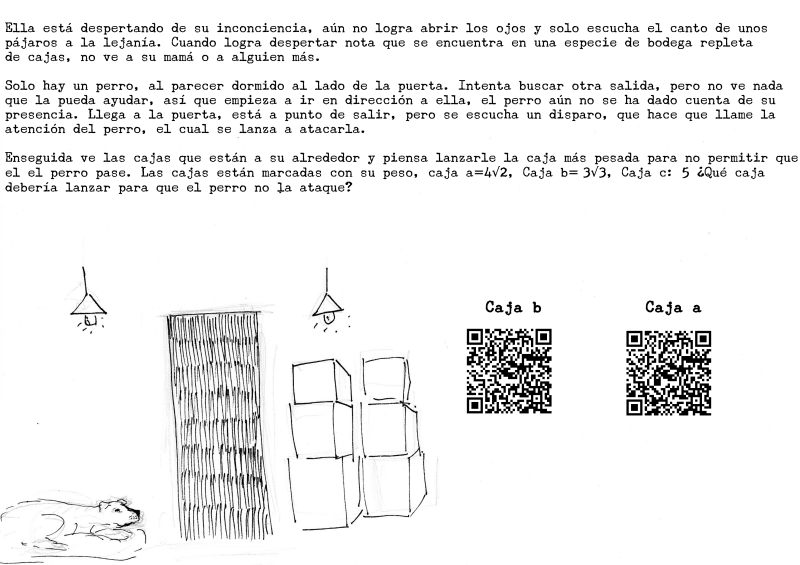 Ella está despertando de su inconciencia, aún no logra abrir los ojos y solo escucha el canto de unos
pájaros a la lejanía. Cuando logra despertar nota que se encuentra en una especie de bodega repleta
de cajas, no ve a su mamá o a alguien más.
Solo hay un perro, al parecer dormido al lado de la puerta. Intenta buscar otra salida, pero no ve nada
que la pueda ayudar, así que empieza a ir en dirección a ella, el perro aún no se ha dado cuenta de su
presencia. Llega a la puerta, está a punto de salir, pero se escucha un disparo, que hace que llame la
atención del perro, el cual se lanza a atacarla.
Enseguida ve las cajas que están a su alrededor y piensa lanzarle la caja más pesada para no permitir que
el el perro pase. Las cajas están marcadas con su peso, caja a=4√2, Caja b= 3√3, Caja c: 5 ¿Qué caja
debería lanzar para que el perro no la ataque?
Caja b
Caja a